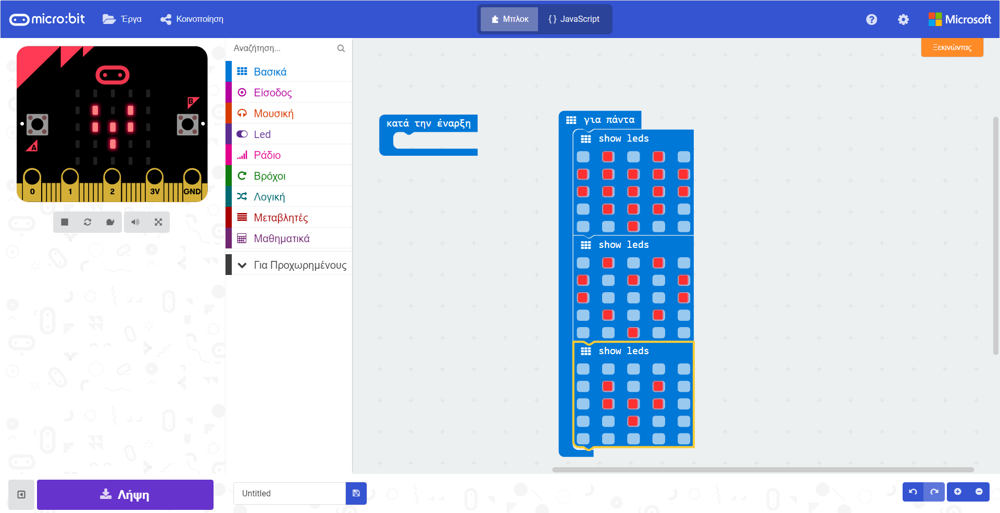 micro:bit
Έργα
Κοινοποίηση
Μπλοκ
{ } JavaScript
Microsoft
Ξεκινώντας
B
A
0 1 2 3V GND
Αναζήτηση...
Βασικά
Είσοδος
Μουσική
Led
Ράδιο
Βρόχοι
Λογική
Μεταβλητές
Μαθηματικά
Για Προχωρημένους
κατά την έναρξη
για πάντα
show leds
show leds
show leds
Λήψη
Untitled